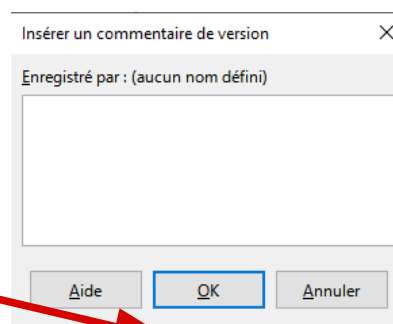 Insérer un commentaire de version
Enregistré par : (aucun nom défini)
Aide OK Annuler